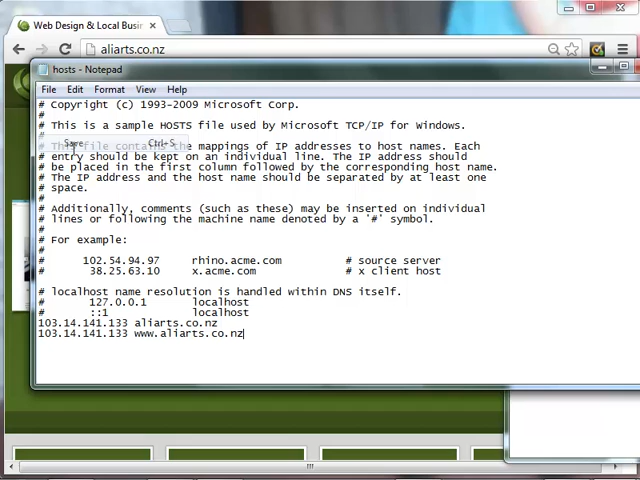 Web Design & Local Busin
aliarts.co.nz
hosts - Notepad
File Edit Format View Help
# Copyright (c) 1993-2009 Microsoft Corp.
#
# This is a sample HOSTS file used by Microsoft TCP/IP for Windows.
#
Save Ctrl+S
# This file contains the mappings of IP addresses to host names. Each
# entry should be kept on an individual line. The IP address should
# be placed in the first column followed by the corresponding host name.
# The IP address and the host name should be separated by at least one
# space.
#
# Additionally, comments (such as these) may be inserted on individual
# lines or following the machine name denoted by a '#' symbol.
#
# For example:
#
# 102.54.94.97 rhino.acme.com # source server
# 38.25.63.10 x.acme.com # x client host
# localhost name resolution is handled within DNS itself.
# 127.0.0.1 localhost
# ::1 localhost
103.14.141.133 aliarts.co.nz
103.14.141.133 www.aliarts.co.nz